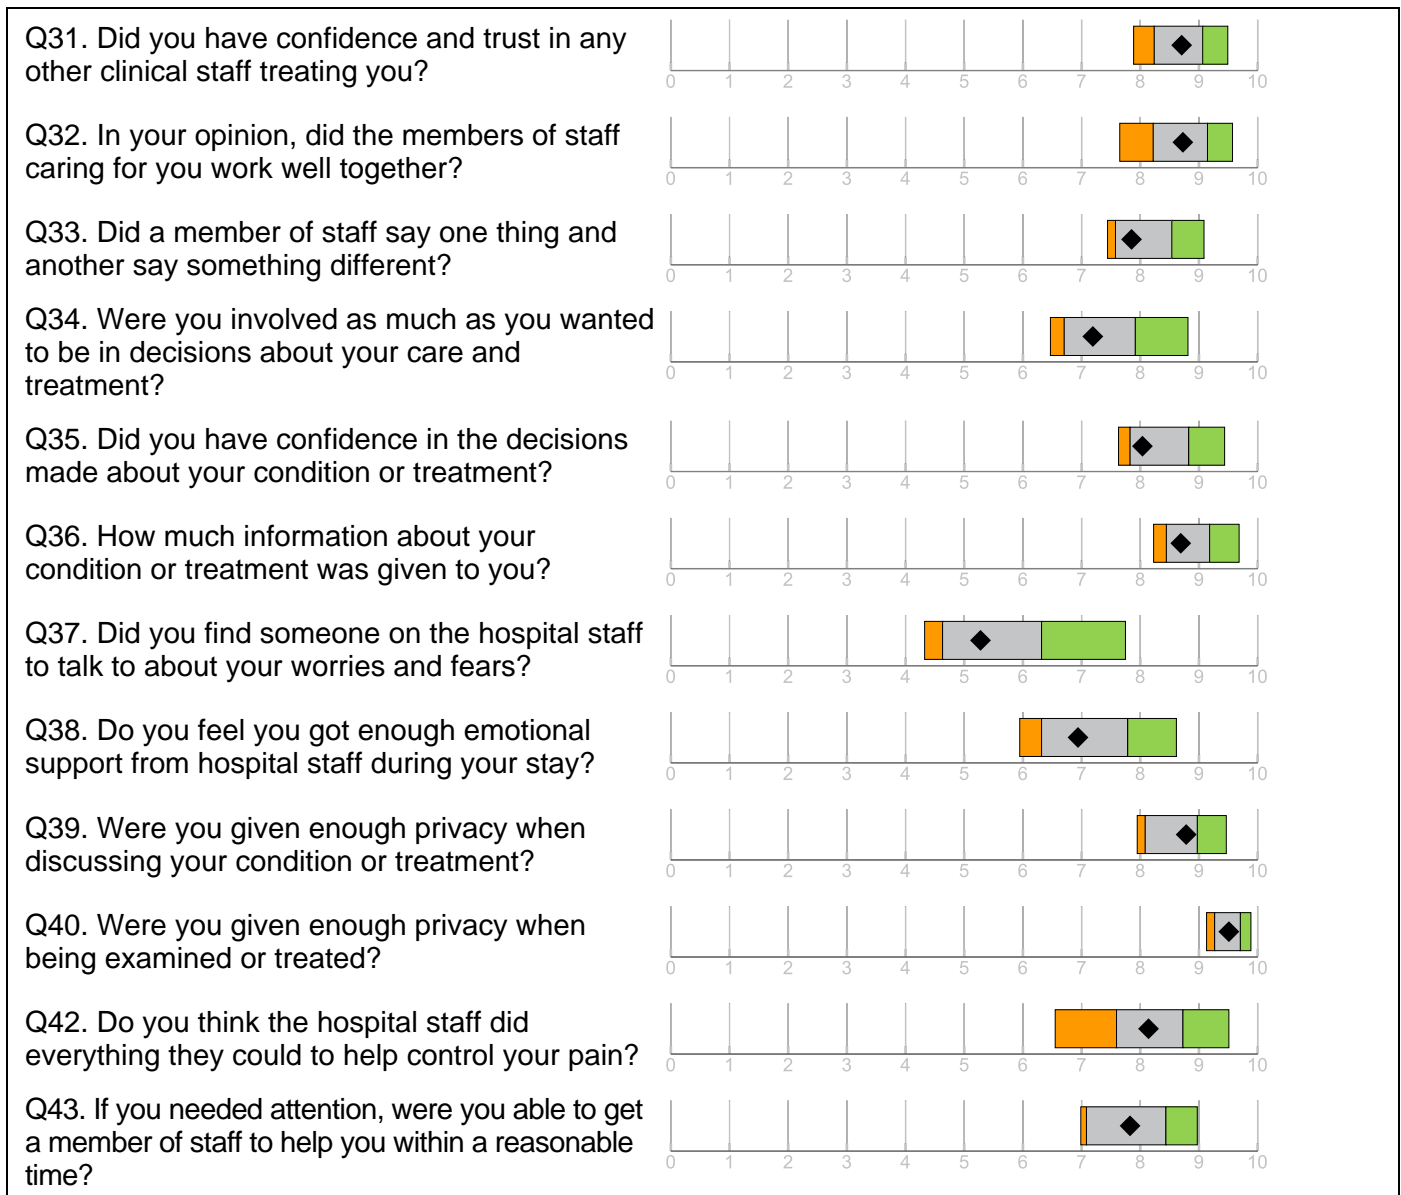 Q31. Did you have confidence and trust in any
other clinical staff treating you?
0 1 2 3 4 5 6 7 8 9 10
Q32. In your opinion, did the members of staff
caring for you work well together?
0 1 2 3 4 5 6 7 8 9 10
Q33. Did a member of staff say one thing and
another say something different?
0 1 2 3 4 5 6 7 8 9 10
Q34. Were you involved as much as you wanted
to be in decisions about your care and
treatment?
0 1 2 3 4 5 6 7 8 9 10
Q35. Did you have confidence in the decisions
made about your condition or treatment?
0 1 2 3 4 5 6 7 8 9 10
Q36. How much information about your
condition or treatment was given to you?
0 1 2 3 4 5 6 7 8 9 10
Q37. Did you find someone on the hospital staff
to talk to about your worries and fears?
0 1 2 3 4 5 6 7 8 9 10
Q38. Do you feel you got enough emotional
support from hospital staff during your stay?
0 1 2 3 4 5 6 7 8 9 10
Q39. Were you given enough privacy when
discussing your condition or treatment?
0 1 2 3 4 5 6 7 8 9 10
Q40. Were you given enough privacy when
being examined or treated?
0 1 2 3 4 5 6 7 8 9 10
Q42. Do you think the hospital staff did
everything they could to help control your pain?
0 1 2 3 4 5 6 7 8 9 10
Q43. If you needed attention, were you able to get
a member of staff to help you within a reasonable
time?
0 1 2 3 4 5 6 7 8 9 10